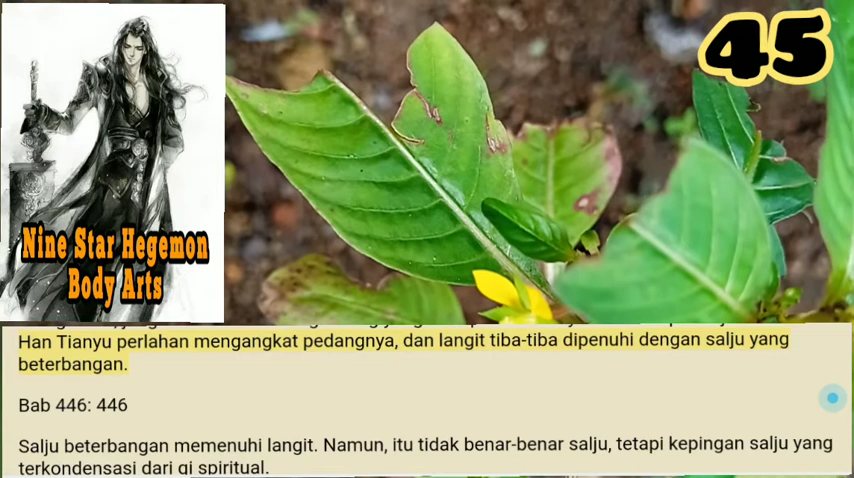 45
Nine Star Hegemon
Body Arts
Han Tianyu perlahan mengangkat pedangnya, dan langit tiba-tiba dipenuhi dengan salju yang
beterbangan.
Bab 446: 446
Salju beterbangan memenuhi langit. Namun, itu tidak benar-benar salju, tetapi kepingan salju yang
terkondensasi dari qi spiritual.